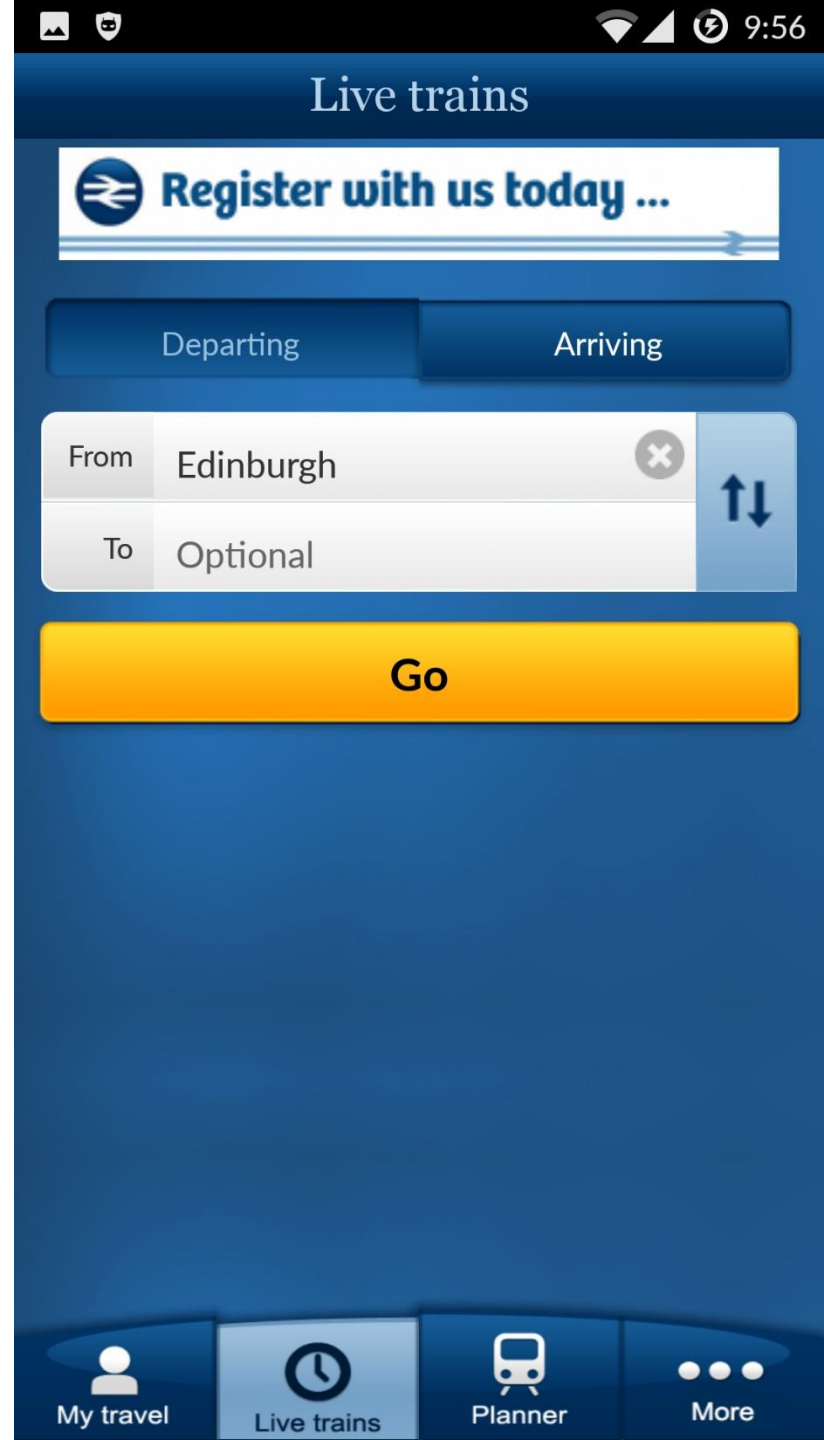 9:56
Live trains
Register with us today ...
Departing Arriving
From Edinburgh
To Optional
Go
My travel Live trains Planner More